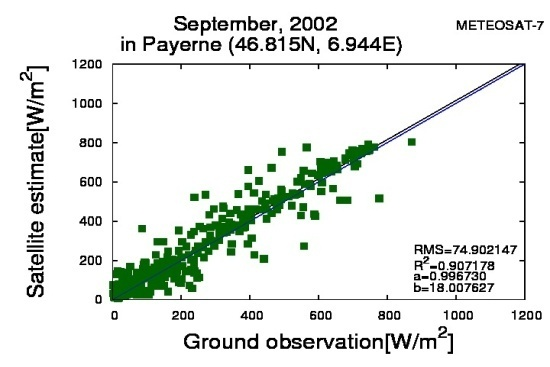 September, 2002
in Payerne (46.815N, 6.944E)
METEOSAT-7
Satellite estimate[W/m²]
1200
1000
800
600
400
200
0
RMS=74.902147
R²=0.907178
a=0.996730
b=18.007627
0 200 400 600 800 1000 1200
Ground observation[W/m²]